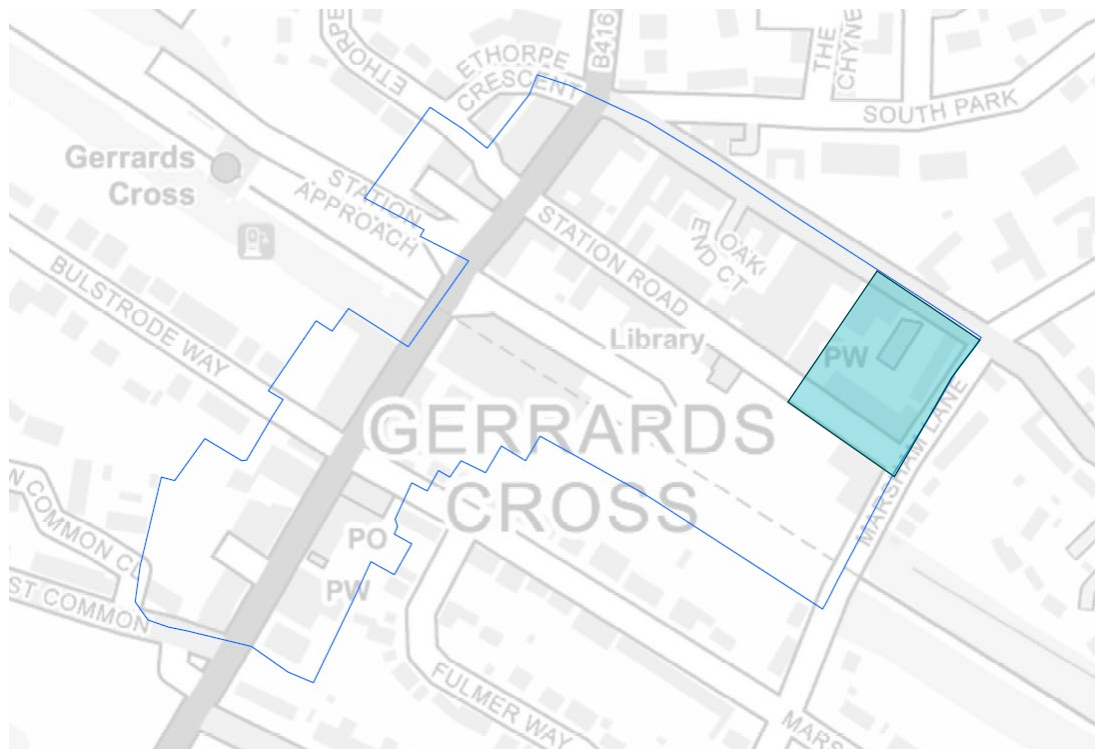 ETHORPE
ETHORPE
CRESCENT
B416
THE
CHYNE
SOUTH PARK
Gerrards
Cross
STATION
APPROACH
STATION ROAD
OAK
END CT
BULSTRODE WAY
Library
PW
GERRARDS
CROSS
MARSHAM LANE
N COMMON CL
PO
ST COMMON
PW
FULMER WAY
MARS